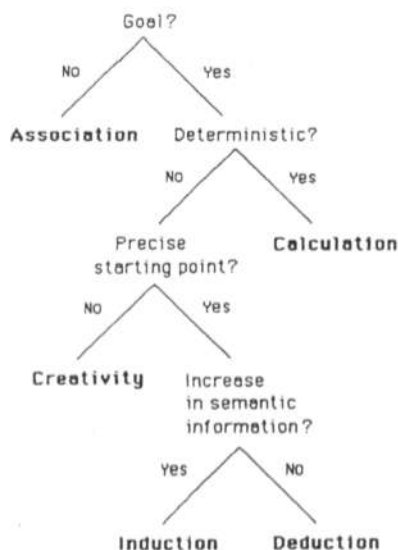 Goal?
No Yes
Association Deterministic?
No Yes
Precise
starting point?
Calculation
No Yes
Creativity Increase
in semantic
information?
Yes No
Induction Deduction